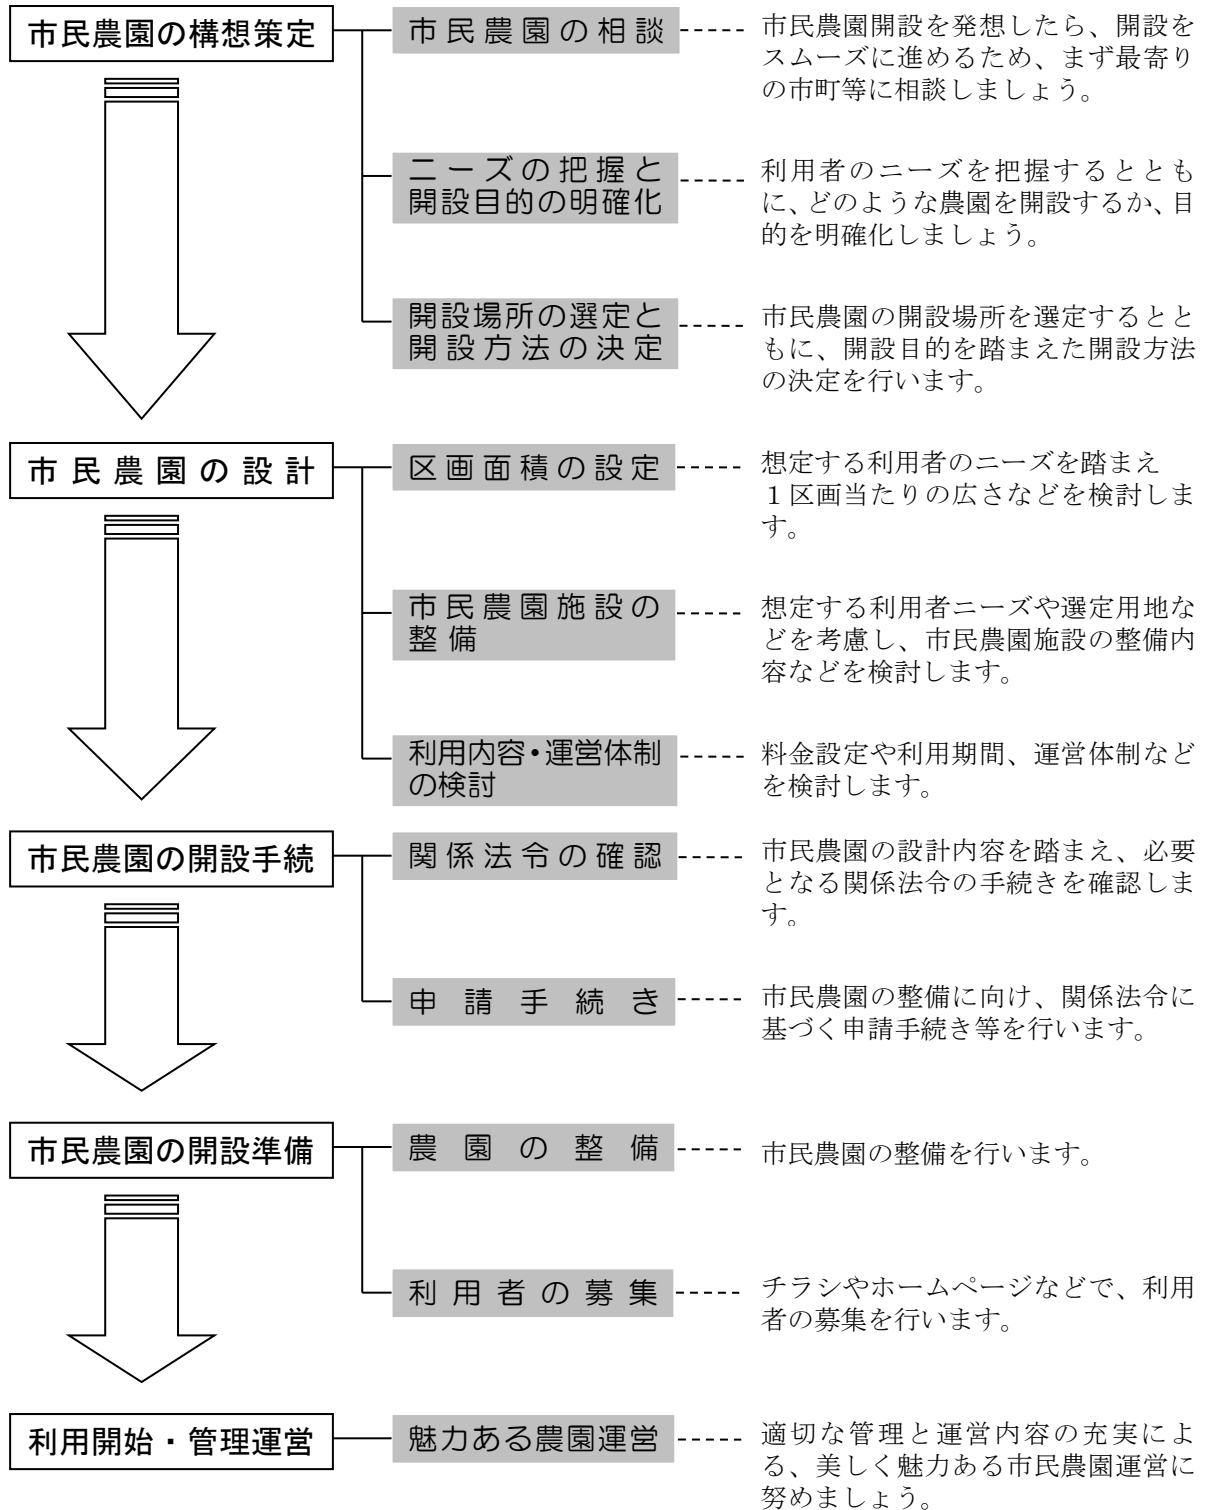 市民農園の構想策定
市民農園の相談
市民農園開設を発想したら、開設を
スムーズに進めるため、まず最寄り
の市町等に相談しましょう。
ニーズの把握と
開設目的の明確化
利用者のニーズを把握するととも
に、どのような農園を開設するか、目
的を明確化しましょう。
開設場所の選定と
開設方法の決定
市民農園の開設場所を選定するとと
もに、開設目的を踏まえた開設方法
の決定を行います。
市民農園の設計
区画面積の設定
想定する利用者のニーズを踏まえ
１区画当たりの広さなどを検討しま
す。
市民農園施設の
整備
想定する利用者ニーズや選定用地な
どを考慮し、市民農園施設の整備内
容などを検討します。
利用内容・運営体制
の検討
料金設定や利用期間、運営体制など
を検討します。
市民農園の開設手続
関係法令の確認
市民農園の設計内容を踏まえ、必要
となる関係法令の手続きを確認しま
す。
申請手続き
市民農園の整備に向け、関係法令に
基づく申請手続き等を行います。
市民農園の開設準備
農園の整備
市民農園の整備を行います。
利用者の募集
チラシやホームページなどで、利用
者の募集を行います。
利用開始・管理運営
魅力ある農園運営
適切な管理と運営内容の充実によ
る、美しく魅力ある市民農園運営に
努めましょう。